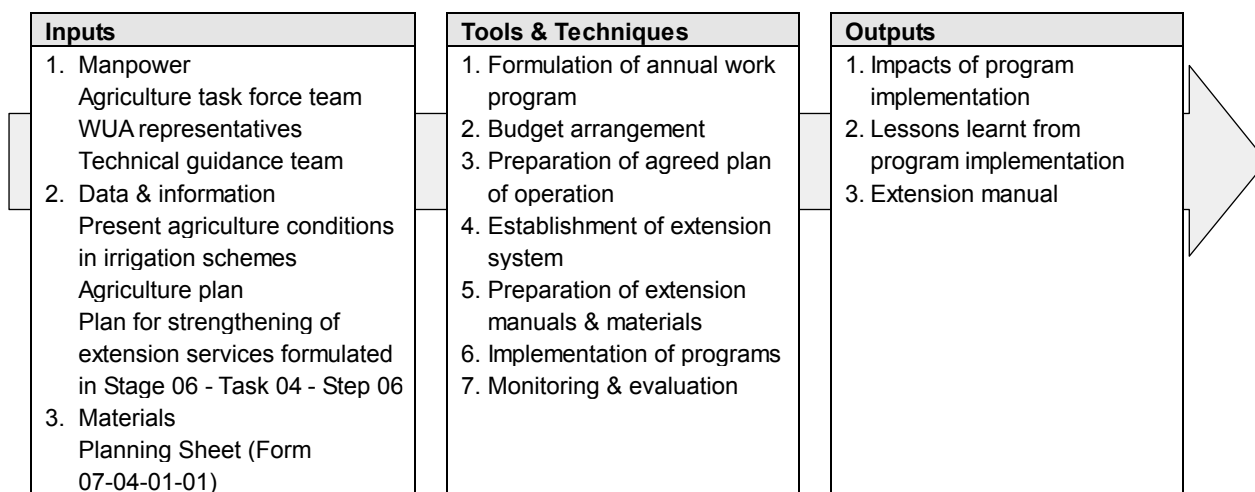 Inputs
1. Manpower
Agriculture task force team
WUA representatives
Technical guidance team
2. Data & information
Present agriculture conditions
in irrigation schemes
Agriculture plan
Plan for strengthening of
extension services formulated
in Stage 06 - Task 04 - Step 06
3. Materials
Planning Sheet (Form
07-04-01-01)
Tools & Techniques
1. Formulation of annual work
program
2. Budget arrangement
3. Preparation of agreed plan
of operation
4. Establishment of extension
system
5. Preparation of extension
manuals & materials
6. Implementation of programs
7. Monitoring & evaluation
Outputs
1. Impacts of program
implementation
2. Lessons learnt from
program implementation
3. Extension manual